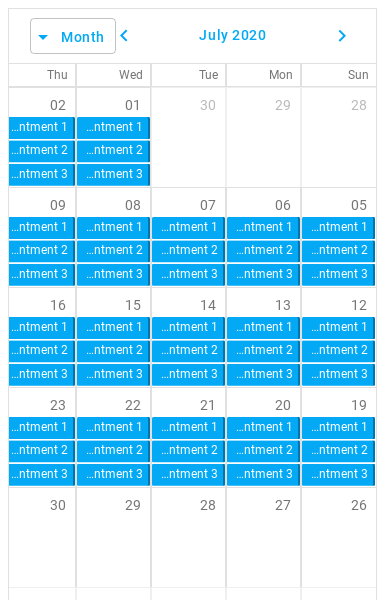 Month
July 2020
Thu Wed Tue Mon Sun
02 01 30 29 28
...ntment 1 ...ntment 1
...ntment 2 ...ntment 2
...ntment 3 ...ntment 3
09 08 07 06 05
...ntment 1 ...ntment 1 ...ntment 1 ...ntment 1 ...ntment 1
...ntment 2 ...ntment 2 ...ntment 2 ...ntment 2 ...ntment 2
...ntment 3 ...ntment 3 ...ntment 3 ...ntment 3 ...ntment 3
16 15 14 13 12
...ntment 1 ...ntment 1 ...ntment 1 ...ntment 1 ...ntment 1
...ntment 2 ...ntment 2 ...ntment 2 ...ntment 2 ...ntment 2
...ntment 3 ...ntment 3 ...ntment 3 ...ntment 3 ...ntment 3
23 22 21 20 19
...ntment 1 ...ntment 1 ...ntment 1 ...ntment 1 ...ntment 1
...ntment 2 ...ntment 2 ...ntment 2 ...ntment 2 ...ntment 2
...ntment 3 ...ntment 3 ...ntment 3 ...ntment 3 ...ntment 3
30 29 28 27 26